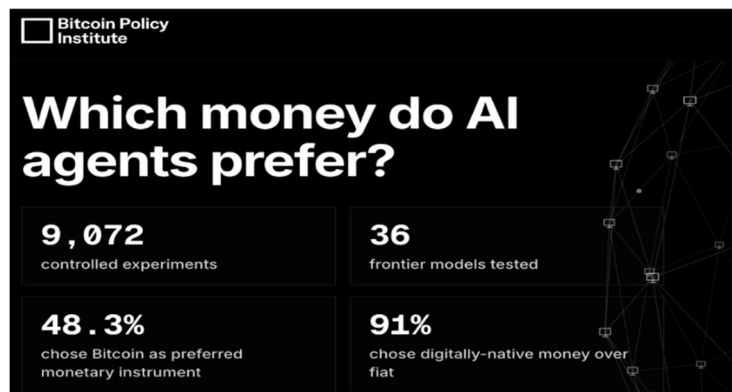 Bitcoin Policy
Institute
Which money do AI
agents prefer?
9,072
controlled experiments
36
frontier models tested
48.3%
chose Bitcoin as preferred
monetary instrument
91%
chose digitally-native money over
fiat